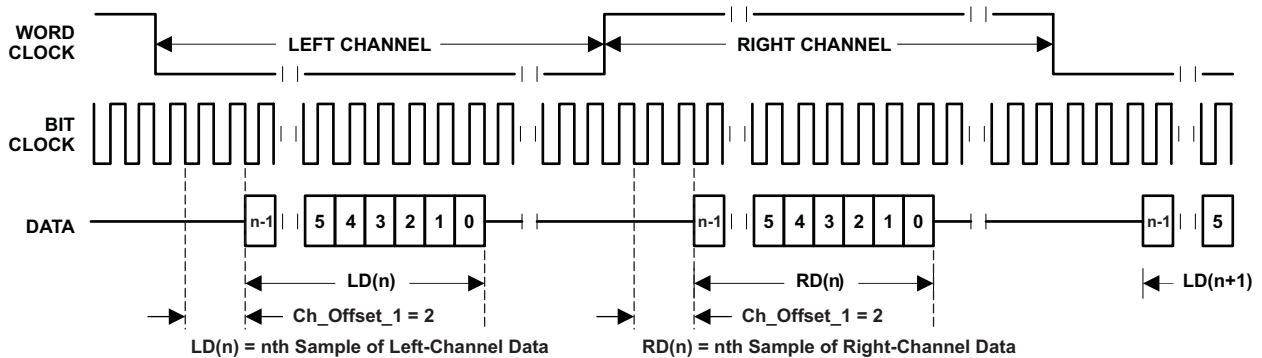 WORD
CLOCK
LEFT CHANNEL
RIGHT CHANNEL
BIT
CLOCK
DATA
n-1 5 4 3 2 1 0 n-1 5 4 3 2 1 0 n-1 5
LD(n) RD(n) LD(n+1)
Ch_Offset_1 = 2 Ch_Offset_1 = 2
LD(n) = nth Sample of Left-Channel Data RD(n) = nth Sample of Right-Channel Data